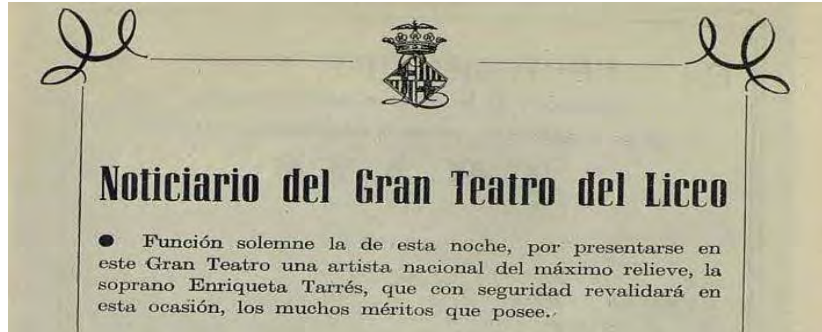 Noticiario del Gran Teatro del Liceo
● Función solemne la de esta noche, por presentarse en
este Gran Teatro una artista nacional del máximo relieve, la
soprano Enriqueta Tarrés, que con seguridad revalidará en
esta ocasión, los muchos méritos que posee.